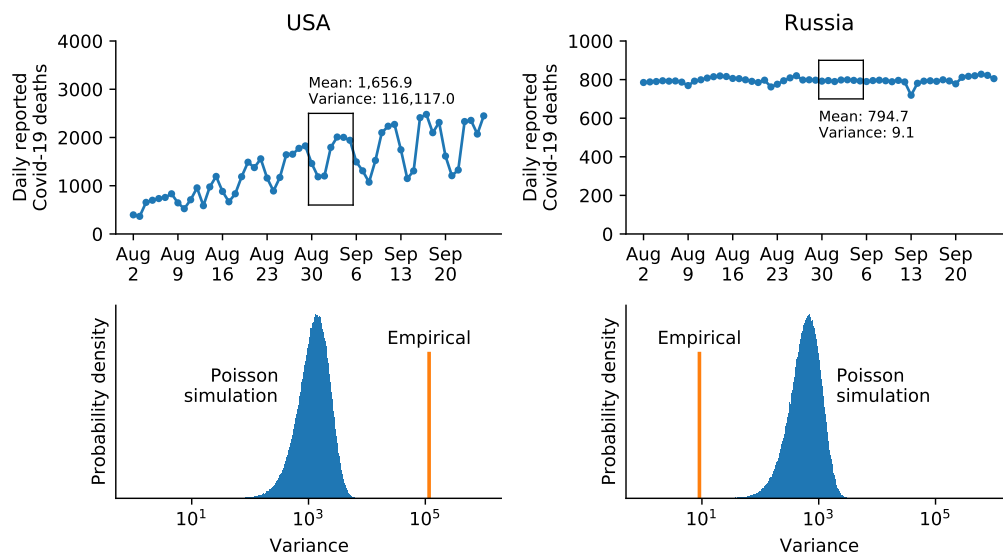 USA
Daily reported
Covid-19 deaths
4000
3000
2000
1000
0
Mean: 1,656.9
Variance: 116,117.0
Aug
2
Aug
9
Aug
16
Aug
23
Aug
30
Sep
6
Sep
13
Sep
20
Russia
Daily reported
Covid-19 deaths
1000
800
600
400
200
0
Mean: 794.7
Variance: 9.1
Aug
2
Aug
9
Aug
16
Aug
23
Aug
30
Sep
6
Sep
13
Sep
20
Probability density
Poisson
simulation
Empirical
10¹
10³
10⁵
Variance
Probability density
Empirical
Poisson
simulation
10¹
10³
10⁵
Variance